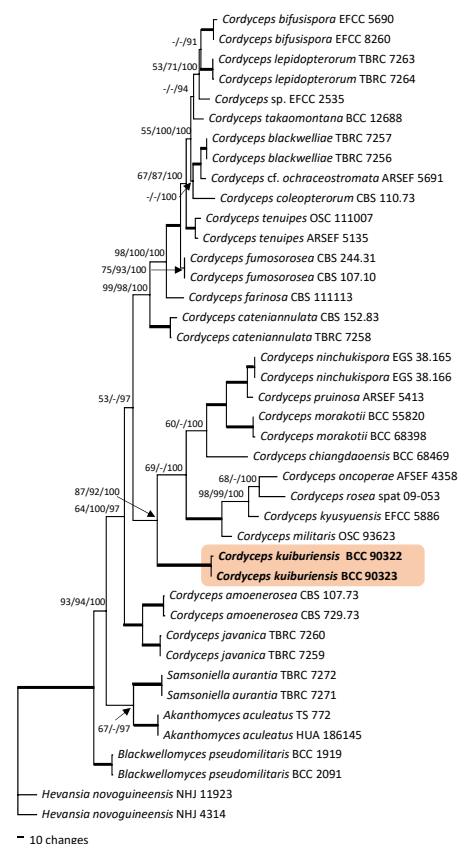 -/-/91
Cordyceps bifusispora EFCC 5690
Cordyceps bifusispora EFCC 8260
53/71/100
Cordyceps lepidopterorum TBRC 7263
Cordyceps lepidopterorum TBRC 7264
-/-/94
Cordyceps sp. EFCC 2535
Cordyceps takaomontana BCC 12688
55/100/100
Cordyceps blackwelliae TBRC 7257
Cordyceps blackwelliae TBRC 7256
67/87/100
Cordyceps cf. ochraceostromata ARSEF 5691
-/-/100
Cordyceps coleopterorum CBS 110.73
Cordyceps tenuipes OSC 111007
Cordyceps tenuipes ARSEF 5135
98/100/100
Cordyceps fumosorosea CBS 244.31
75/93/100
Cordyceps fumosorosea CBS 107.10
99/98/100
Cordyceps farinosa CBS 111113
Cordyceps cateniannulata CBS 152.83
Cordyceps cateniannulata TBRC 7258
Cordyceps ninchukispora EGS 38.165
Cordyceps ninchukispora EGS 38.166
53/-/97
Cordyceps pruinosa ARSEF 5413
Cordyceps morakotii BCC 55820
60/-/100
Cordyceps morakotii BCC 68398
Cordyceps chiangdaoensis BCC 68469
69/-/100
68/-/100
Cordyceps oncoperae AFSEF 4358
98/99/100
Cordyceps rosea spat 09-053
87/92/100
64/100/97
Cordyceps kyusyuensis EFCC 5886
Cordyceps militaris OSC 93623
Cordyceps kuiburiensis BCC 90322
Cordyceps kuiburiensis BCC 90323
93/94/100
Cordyceps amoenerosea CBS 107.73
Cordyceps amoenerosea CBS 729.73
Cordyceps javanica TBRC 7260
Cordyceps javanica TBRC 7259
Samsoniella aurantia TBRC 7272
Samsoniella aurantia TBRC 7271
Akanthomyces aculeatus TS 772
67/-/97
Akanthomyces aculeatus HUA 186145
Blackwellomyces pseudomilitaris BCC 1919
Blackwellomyces pseudomilitaris BCC 2091
Hevansia novoguineensis NHJ 11923
Hevansia novoguineensis NHJ 4314
10 changes